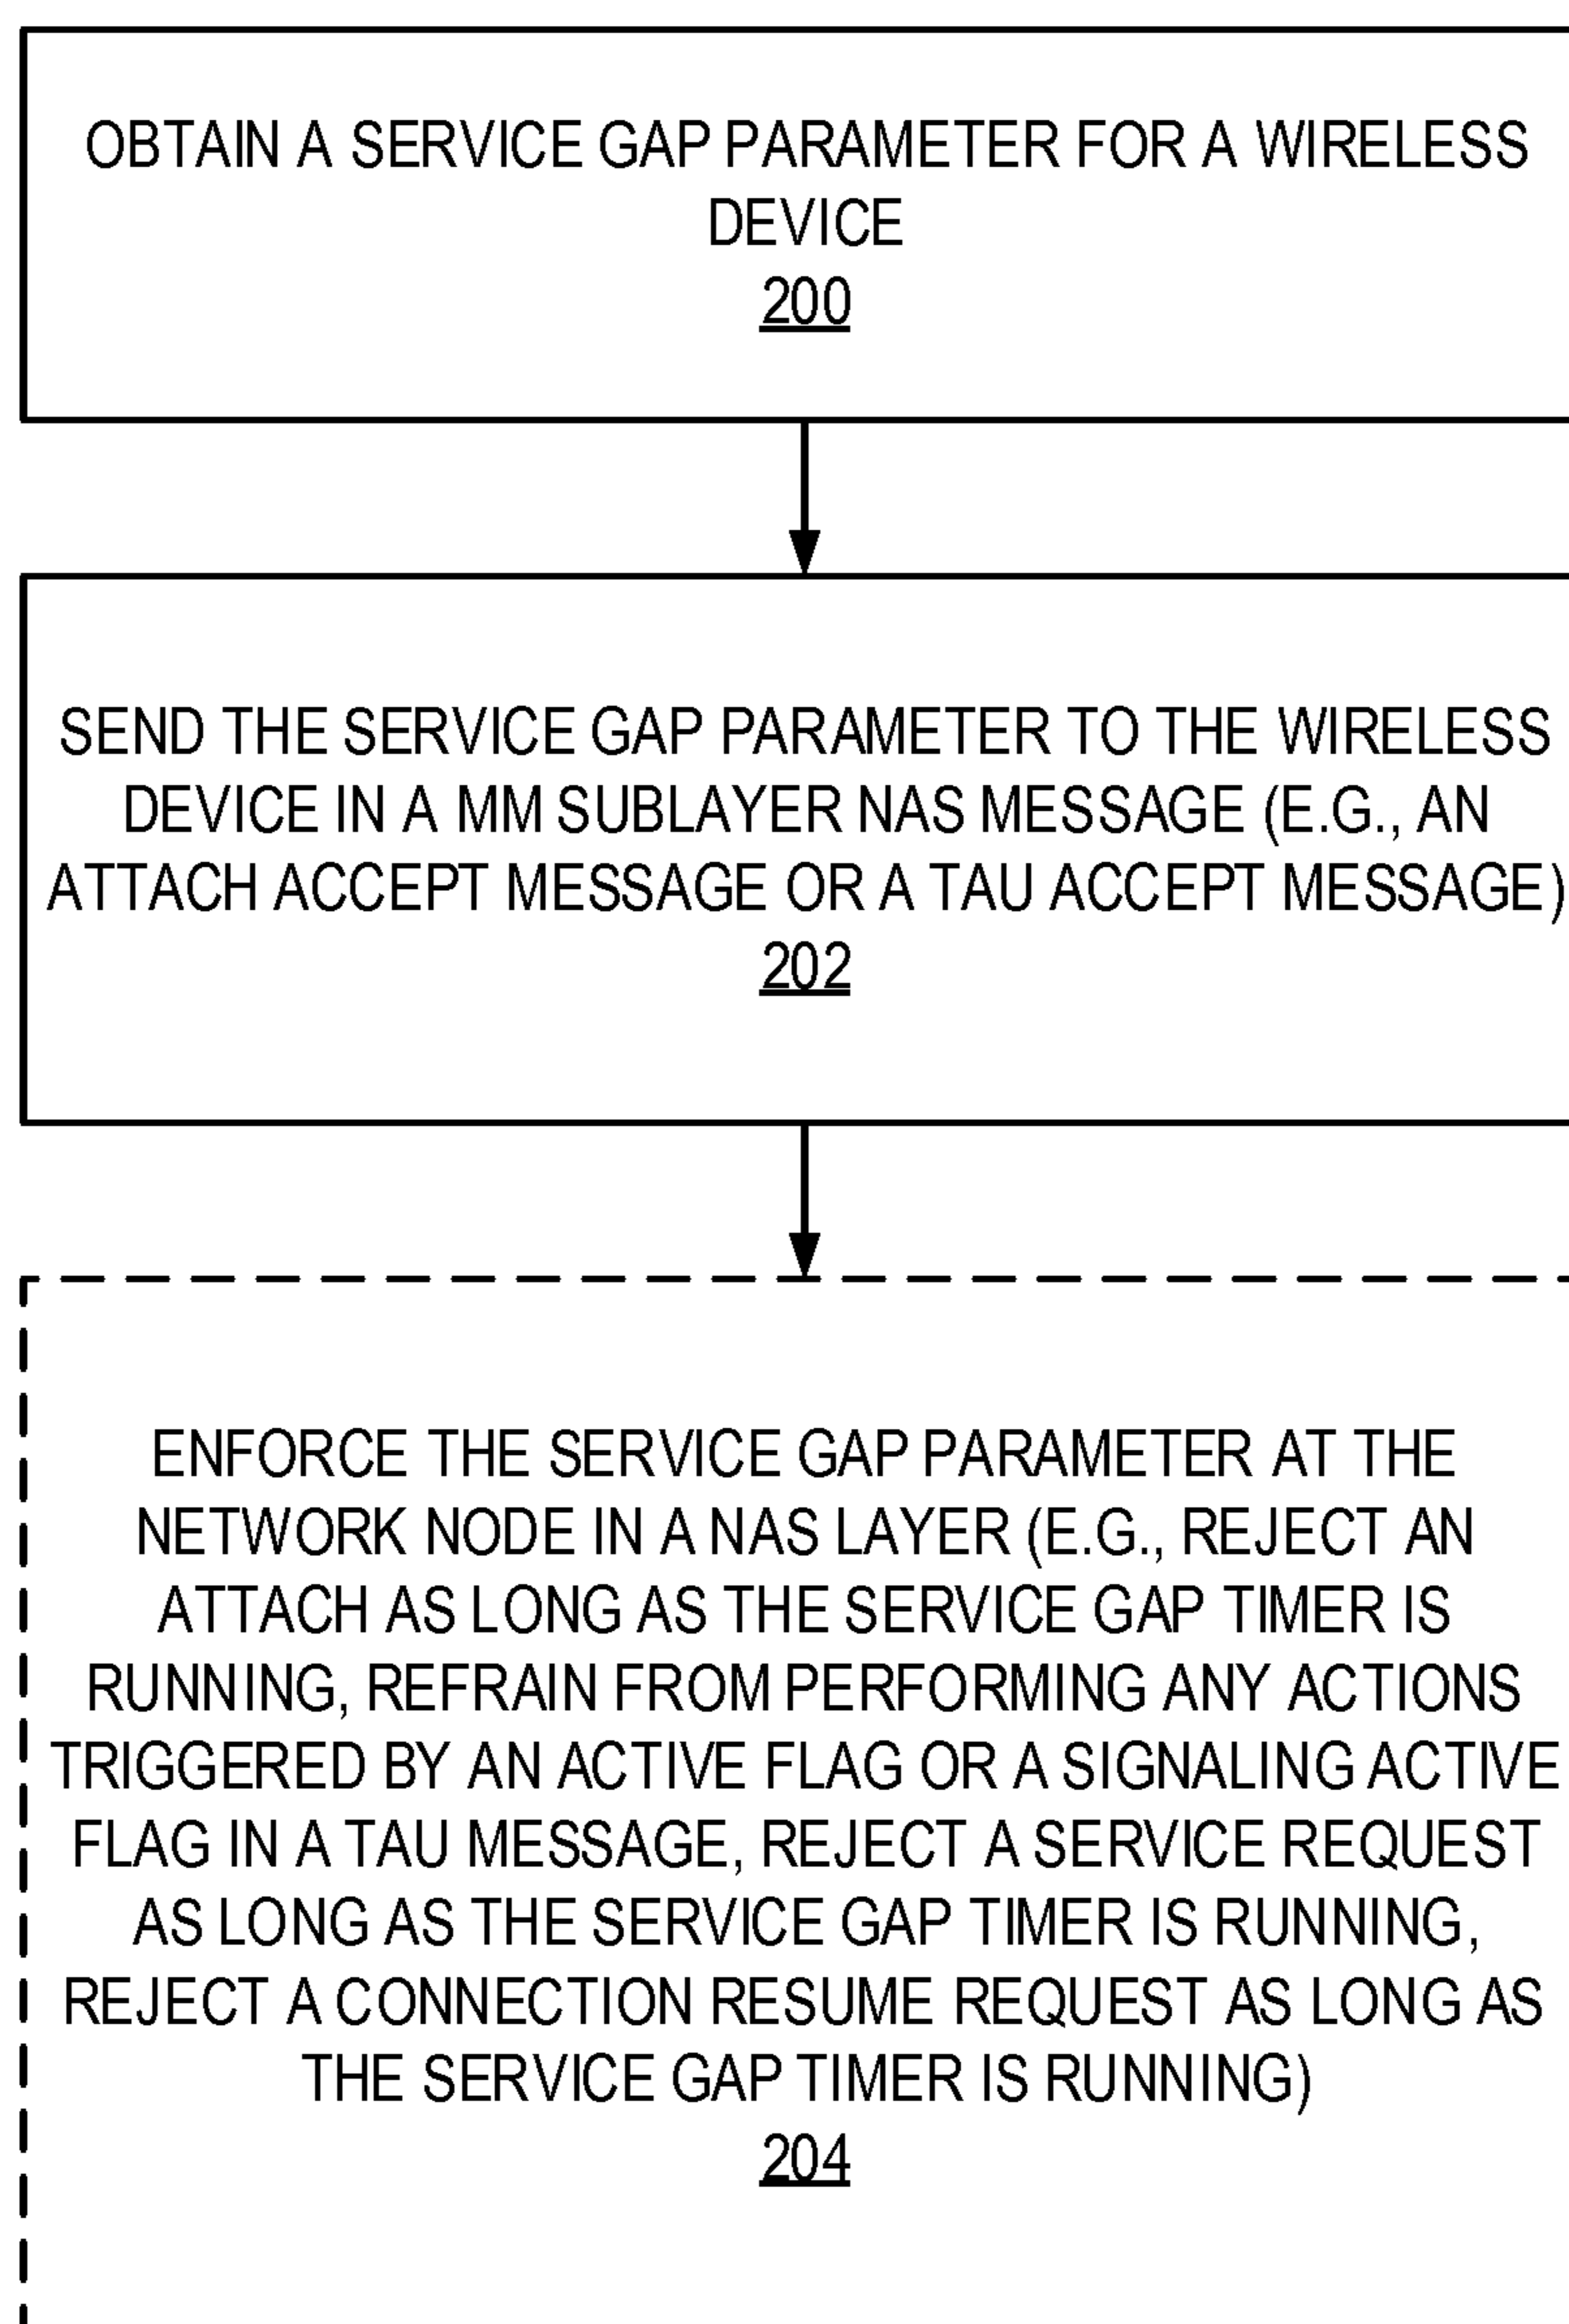 OBTAIN A SERVICE GAP PARAMETER FOR A WIRELESS
DEVICE
200
SEND THE SERVICE GAP PARAMETER TO THE WIRELESS
DEVICE IN A MM SUBLAYER NAS MESSAGE (E.G., AN
ATTACH ACCEPT MESSAGE OR A TAU ACCEPT MESSAGE)
202
ENFORCE THE SERVICE GAP PARAMETER AT THE
NETWORK NODE IN A NAS LAYER (E.G., REJECT AN
ATTACH AS LONG AS THE SERVICE GAP TIMER IS
RUNNING, REFRAIN FROM PERFORMING ANY ACTIONS
TRIGGERED BY AN ACTIVE FLAG OR A SIGNALING ACTIVE
FLAG IN A TAU MESSAGE, REJECT A SERVICE REQUEST
AS LONG AS THE SERVICE GAP TIMER IS RUNNING,
REJECT A CONNECTION RESUME REQUEST AS LONG AS
THE SERVICE GAP TIMER IS RUNNING)
204